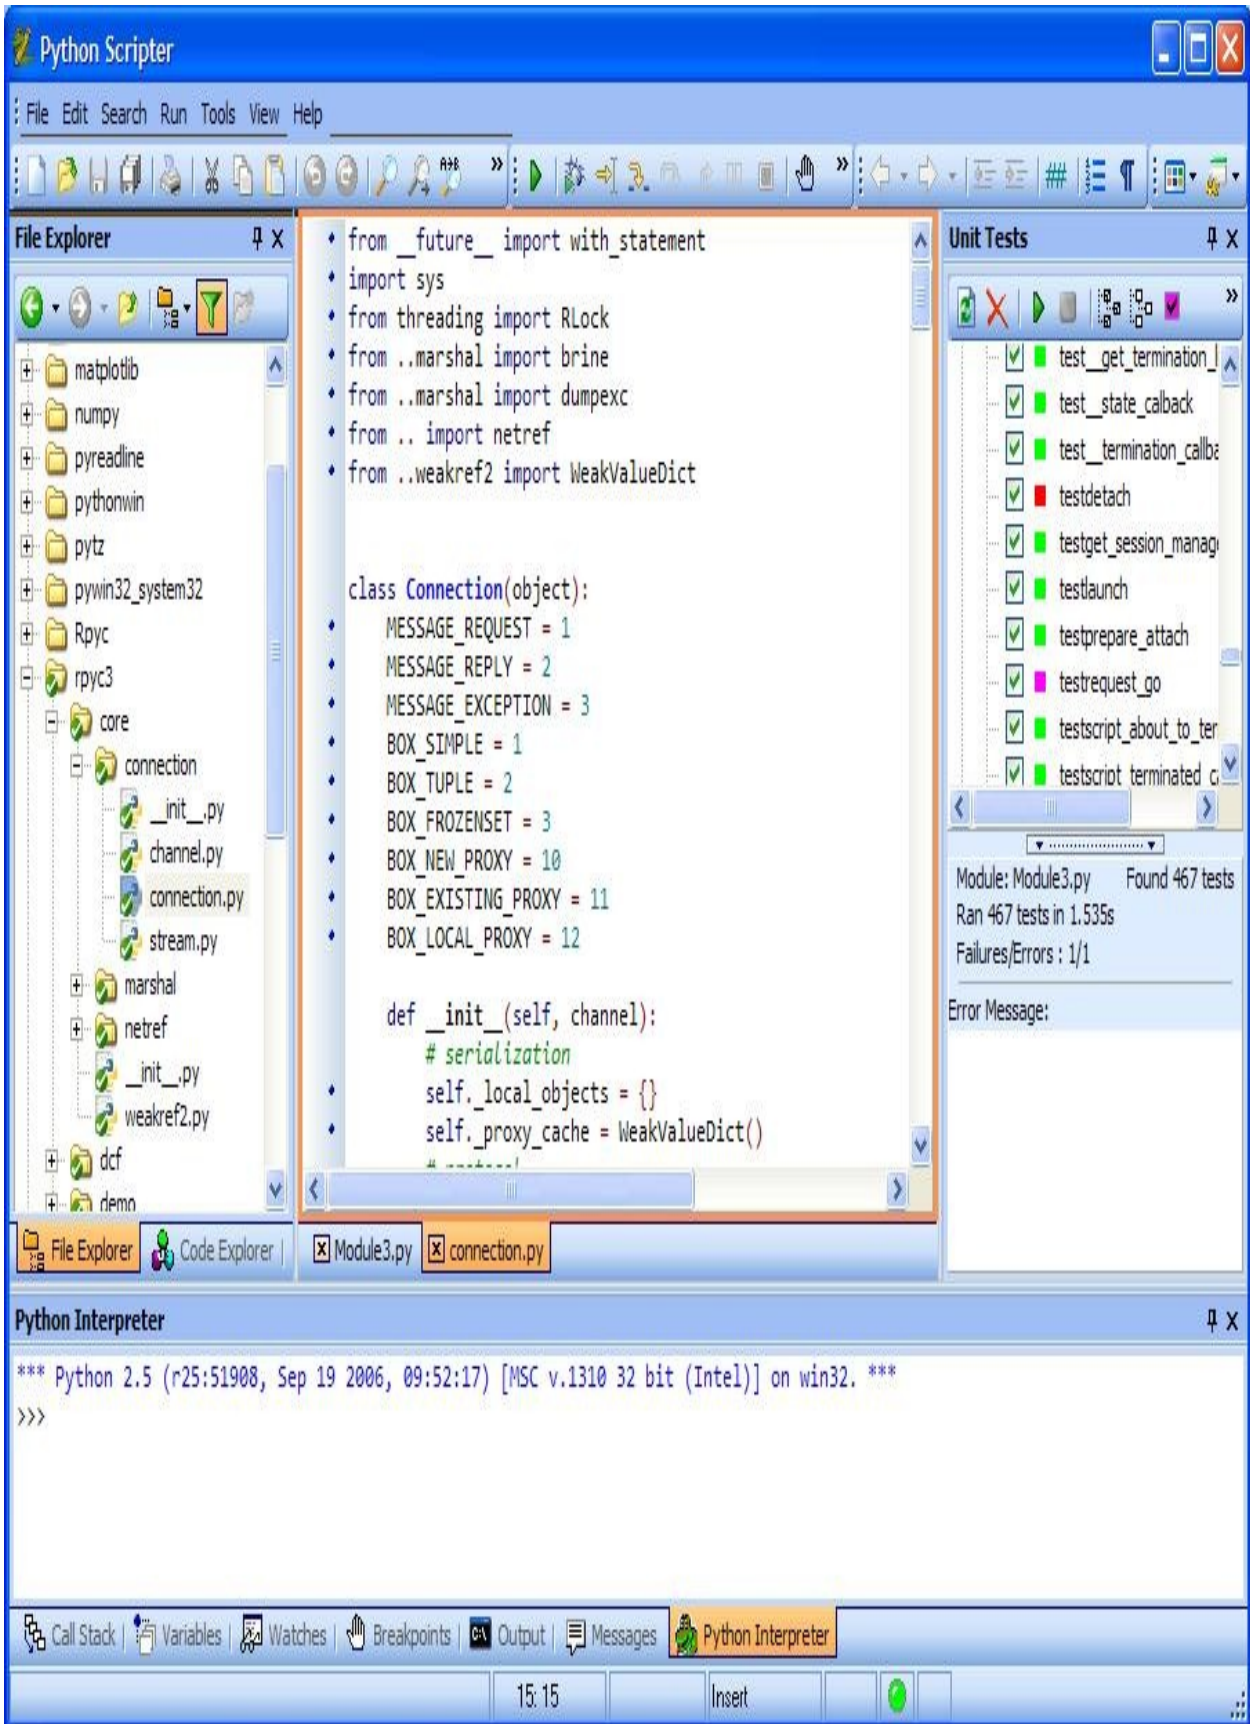 Python Scripter
File Edit Search Run Tools View Help
File Explorer
matplotlib
numpy
pyreadline
pythonwin
pytz
pywin32_system32
Rpyc
rpyc3
core
connection
__init__.py
channel.py
connection.py
stream.py
marshal
netref
__init__.py
weakref2.py
dcf
demo
File Explorer
Code Explorer
from __future__ import with_statement
import sys
from threading import RLock
from ..marshal import brine
from ..marshal import dumpexc
from .. import netref
from ..weakref2 import WeakValueDict
class Connection(object):
MESSAGE_REQUEST = 1
MESSAGE_REPLY = 2
MESSAGE_EXCEPTION = 3
BOX_SIMPLE = 1
BOX_TUPLE = 2
BOX_FROZENSET = 3
BOX_NEW_PROXY = 10
BOX_EXISTING_PROXY = 11
BOX_LOCAL_PROXY = 12
def __init__(self, channel):
# serialization
self._local_objects = {}
self._proxy_cache = WeakValueDict()
Module3.py
connection.py
Unit Tests
test__get_termination_
test__state_calback
test__termination_callba
testdetach
testget_session_manag
testlaunch
testprepare_attach
testrequest_go
testscript_about_to_ter
testscript_terminated_c
Module: Module3.py Found 467 tests
Ran 467 tests in 1.535s
Failures/Errors : 1/1
Error Message:
Python Interpreter
*** Python 2.5 (r25:51908, Sep 19 2006, 09:52:17) [MSC v.1310 32 bit (Intel)] on win32. ***
>>>
Call Stack Variables Watches Breakpoints Output Messages Python Interpreter
15: 15 Insert